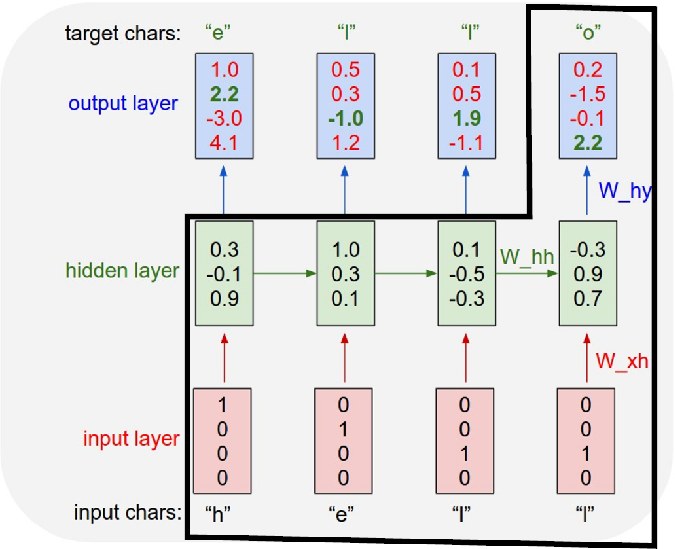 target chars: “e” “l” “l” “o”
output layer
1.0 0.5 0.1 0.2
2.2 0.3 0.5 -1.5
-3.0 -1.0 1.9 -0.1
4.1 1.2 -1.1 2.2
W_hy
hidden layer
0.3 1.0 0.1 -0.3
-0.1 0.3 -0.5 0.9
0.9 0.1 -0.3 0.7
W_hh
W_xh
input layer
1 0 0 0
0 1 0 0
0 0 1 1
0 0 0 0
input chars: “h” “e” “l” “l”